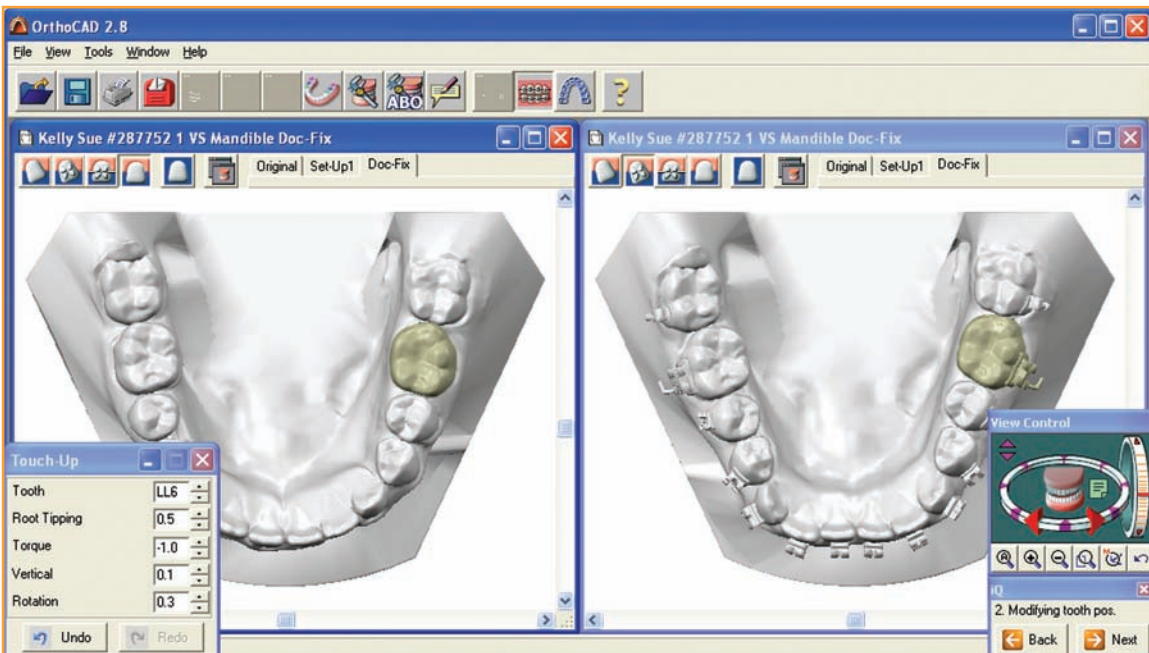 OrthoCAD 2.8
File View Tools Window Help
ABO
Kelly Sue #287752 1 VS Mandible Doc-Fix
Original Set-Up1 Doc-Fix
Kelly Sue #287752 1 VS Mandible Doc-Fix
Original Set-Up1 Doc-Fix
Touch-Up
Tooth LL6
Root Tipping 0.5
Torque -1.0
Vertical 0.1
Rotation 0.3
Undo Redo
View Control
2. Modifying tooth pos.
Back Next